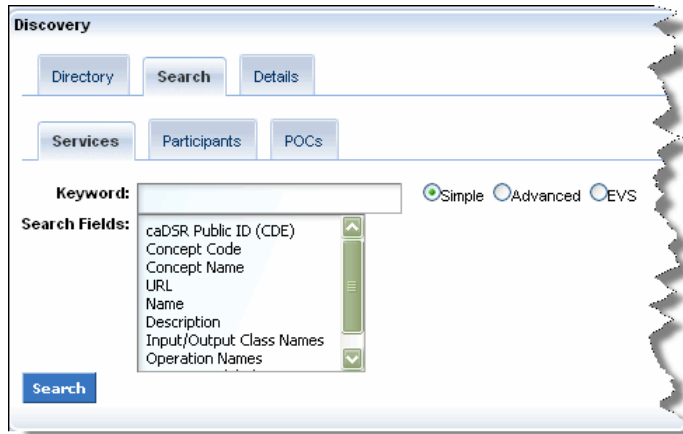 Discovery
Directory Search Details
Services Participants POCs
Keyword: Simple Advanced EVS
Search Fields: caDSR Public ID (CDE)
Concept Code
Concept Name
URL
Name
Description
Input/Output Class Names
Operation Names
Search